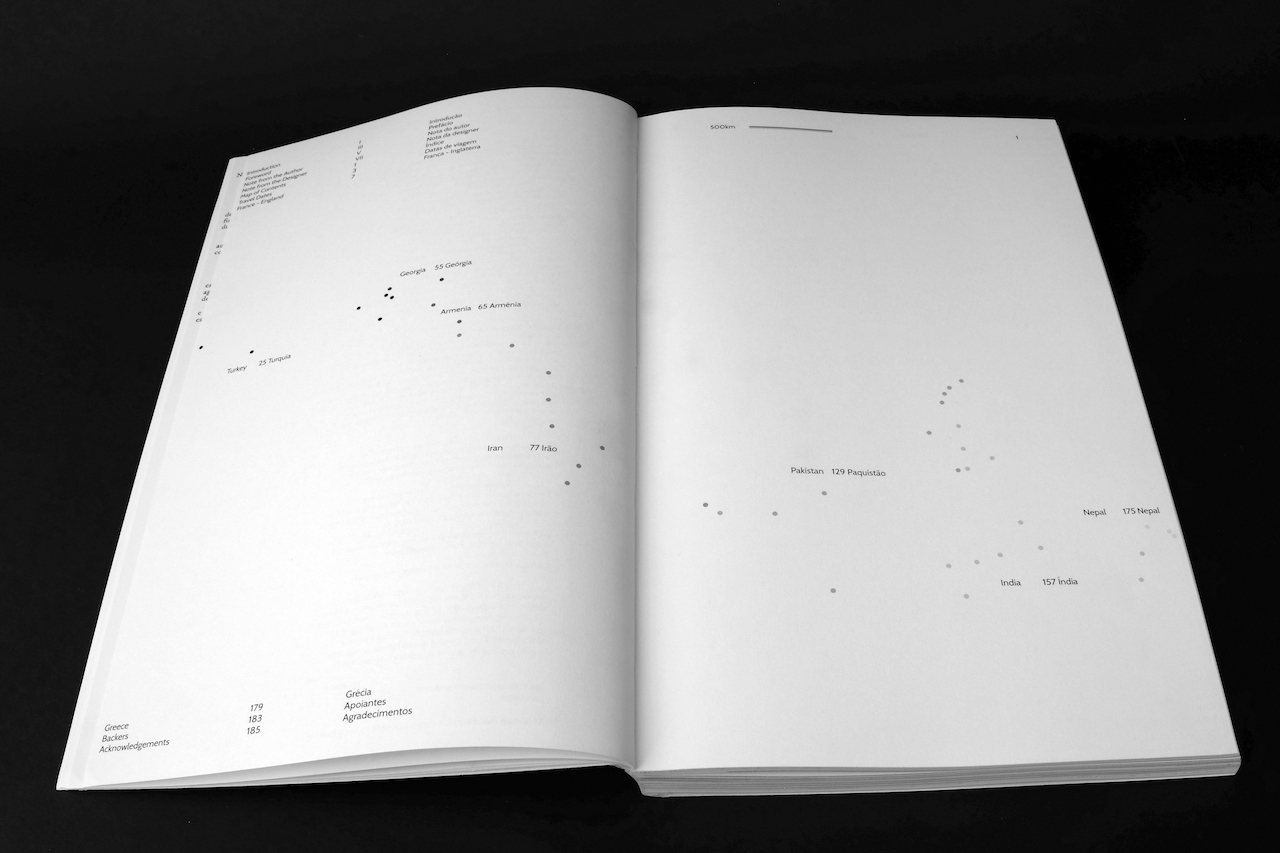 N
Introduction
Foreword
Note from the Author
Note from the Designer
Map of Contents
Travel Dates
France – England
I
III
V
VII
1
3
7
Introdução
Prefácio
Nota do autor
Nota da designer
Índice
Datas de viagem
França – Inglaterra
Georgia 55 Geórgia
Armenia 65 Arménia
Turkey 25 Turquia
Iran 77 Irão
Greece
Backers
Acknowledgements
179
183
185
Grécia
Apoiantes
Agradecimentos
500km
1
Pakistan 129 Paquistão
Nepal 175 Nepal
India 157 Índia